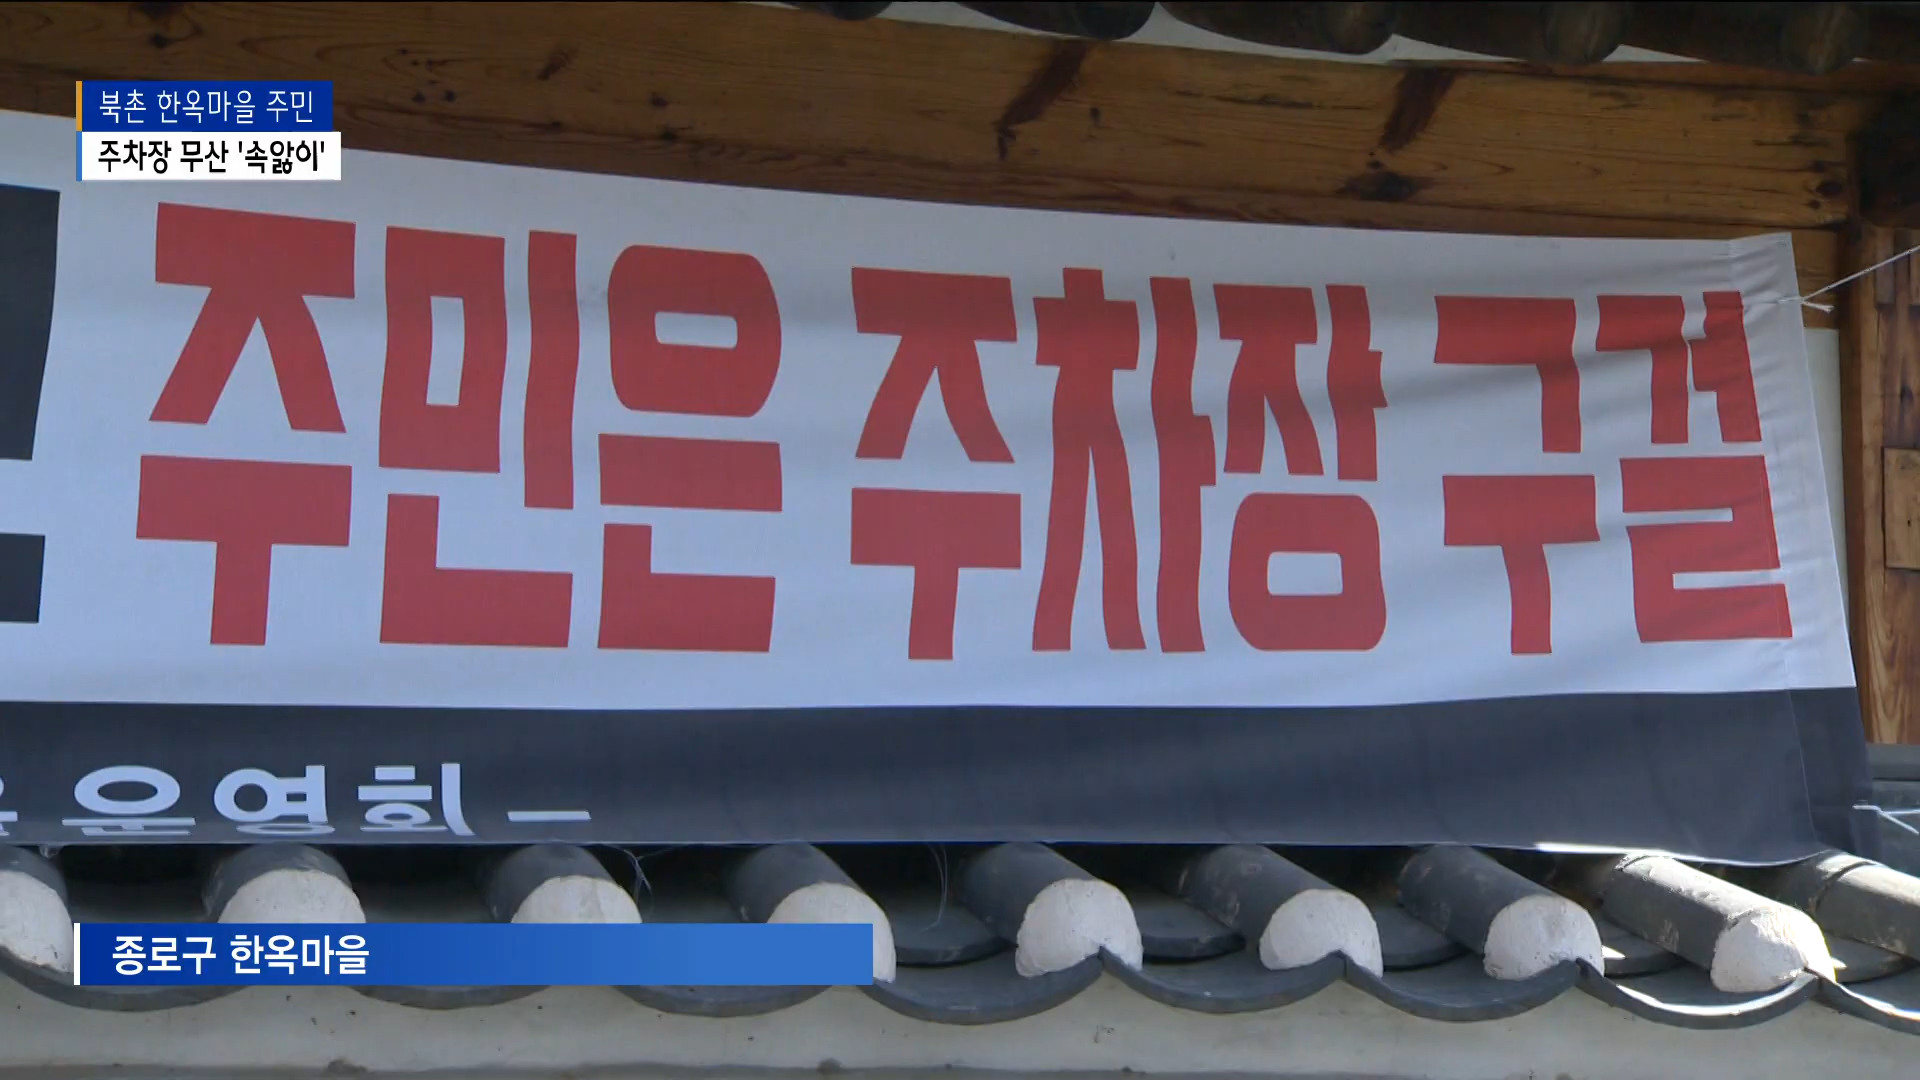 북촌 한옥마을 주민
주차장 무산 '속앓이'
주민은 주차장 구걸
운영회 –
종로구 한옥마을